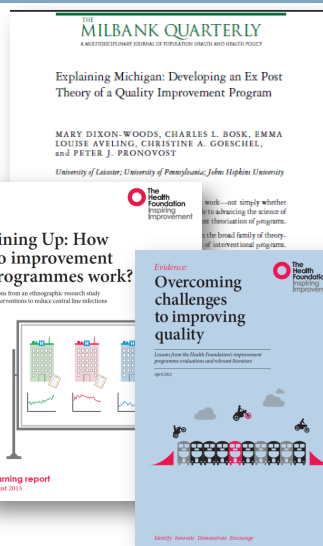 THE
MILBANK QUARTERLY
A MULTIDISCIPLINARY JOURNAL OF POPULATION HEALTH AND HEALTH POLICY
Explaining Michigan: Developing an Ex Post
Theory of a Quality Improvement Program
MARY DIXON-WOODS, CHARLES L. BOSK, EMMA
LOUISE AVELING, CHRISTINE A. GOESCHEL,
and PETER J. PRONOVOST
University of Leicester; University of Pennsylvania; Johns Hopkins University
work—not simply whether
to advancing the science of
theorization of programs.
the broad family of theory-
of interventional programs.
The
Health
Foundation
Inspiring
Improvement
ining Up: How
o improvement
rogrammes work?
ons from an ethnographic research study
erventions to reduce central line infections
arning report
ust 2013
The
Health
Foundation
Inspiring
Improvem
Evidence:
Overcoming
challenges
to improving
quality
Lessons from the Health Foundation's improvement
programme evaluations and relevant literature
April 2012
Identify Innovate Demonstrate Encourage